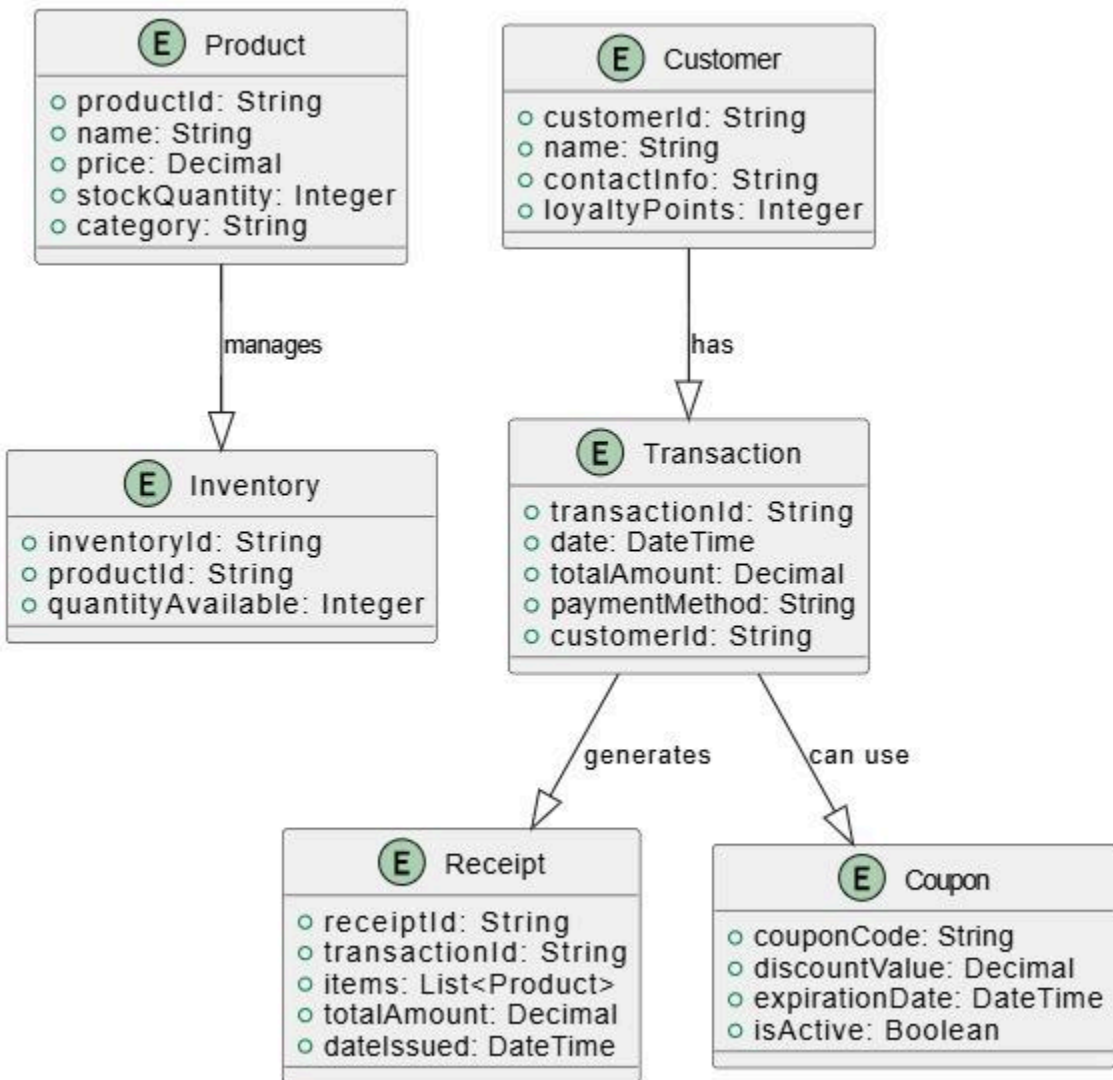 E Product
productId: String
name: String
price: Decimal
stockQuantity: Integer
category: String
E Customer
customerId: String
name: String
contactInfo: String
loyaltyPoints: Integer
manages
has
E Inventory
inventoryId: String
productId: String
quantityAvailable: Integer
E Transaction
transactionId: String
date: DateTime
totalAmount: Decimal
paymentMethod: String
customerId: String
generates
can use
E Receipt
receiptId: String
transactionId: String
items: List<Product>
totalAmount: Decimal
dateIssued: DateTime
E Coupon
couponCode: String
discountValue: Decimal
expirationDate: DateTime
isActive: Boolean